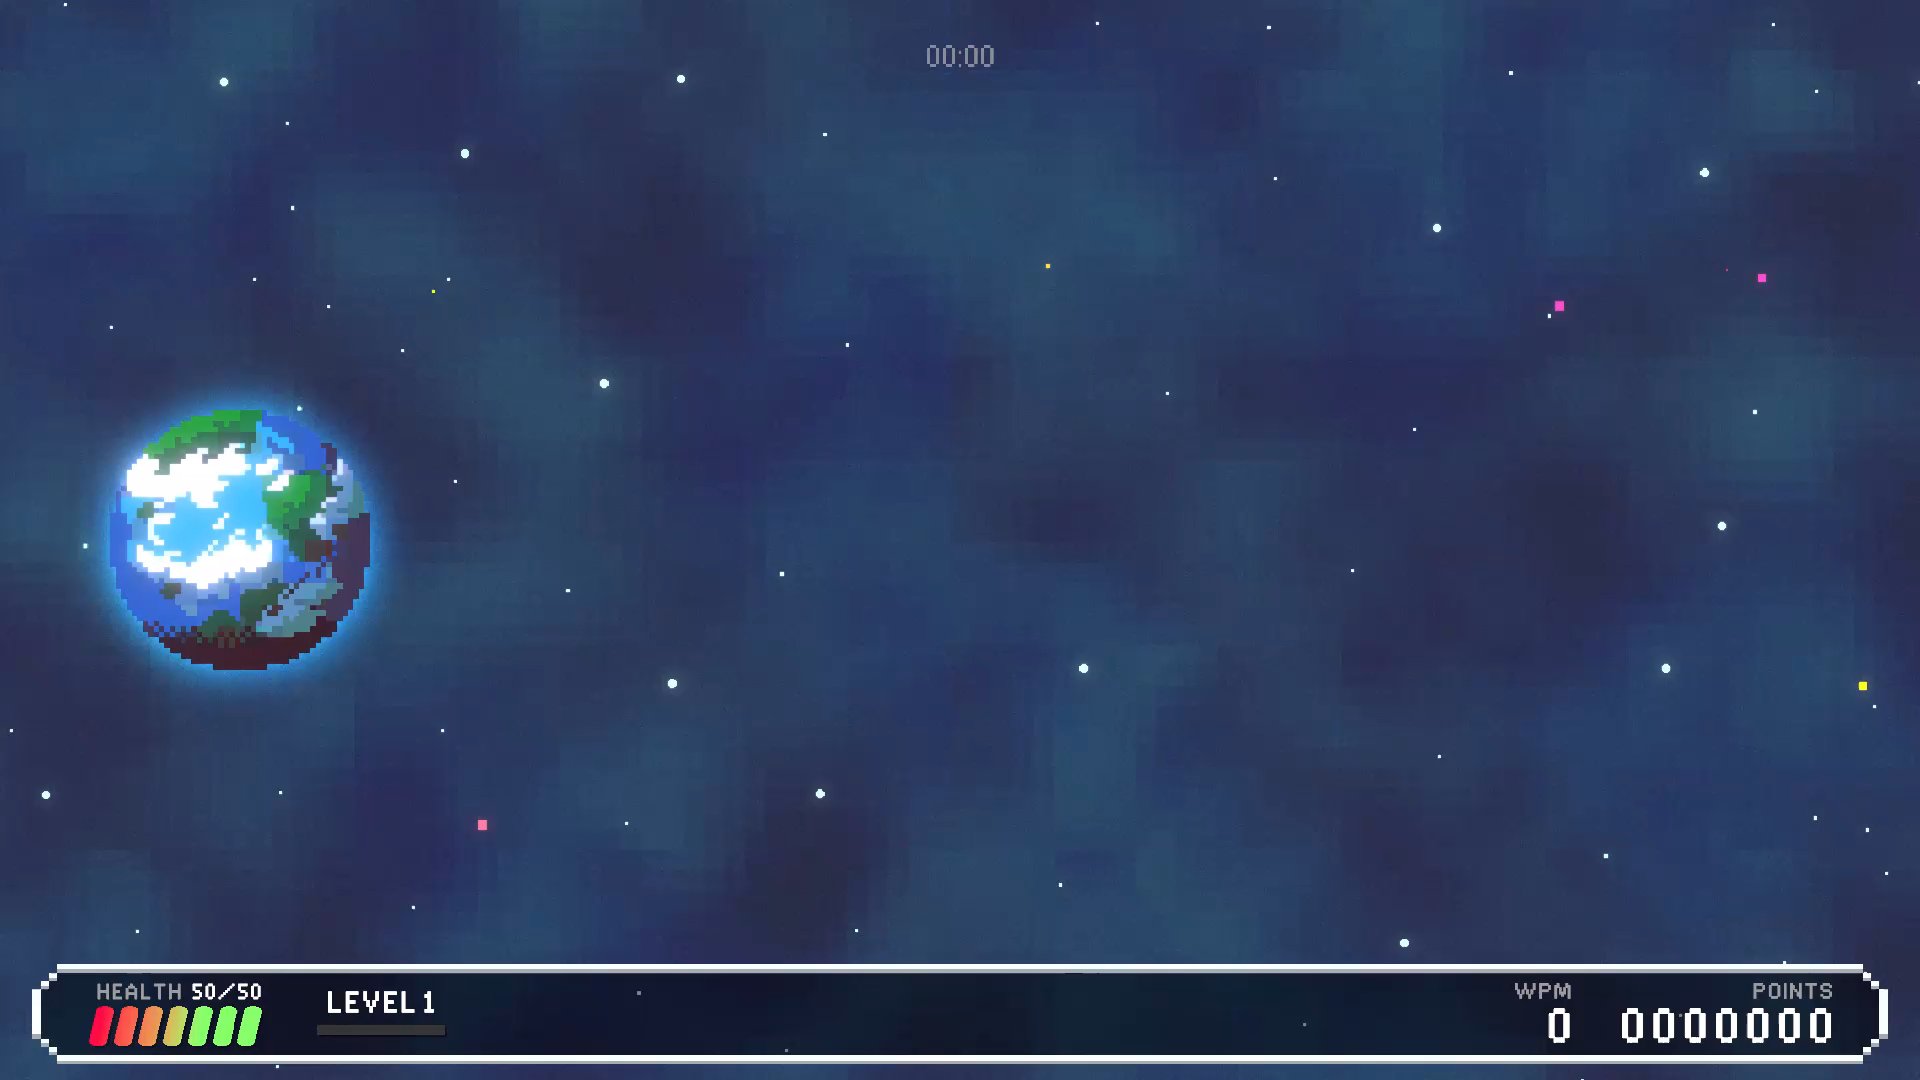 00:00
HEALTH 50/50
LEVEL 1
WPM
0
POINTS
0000000